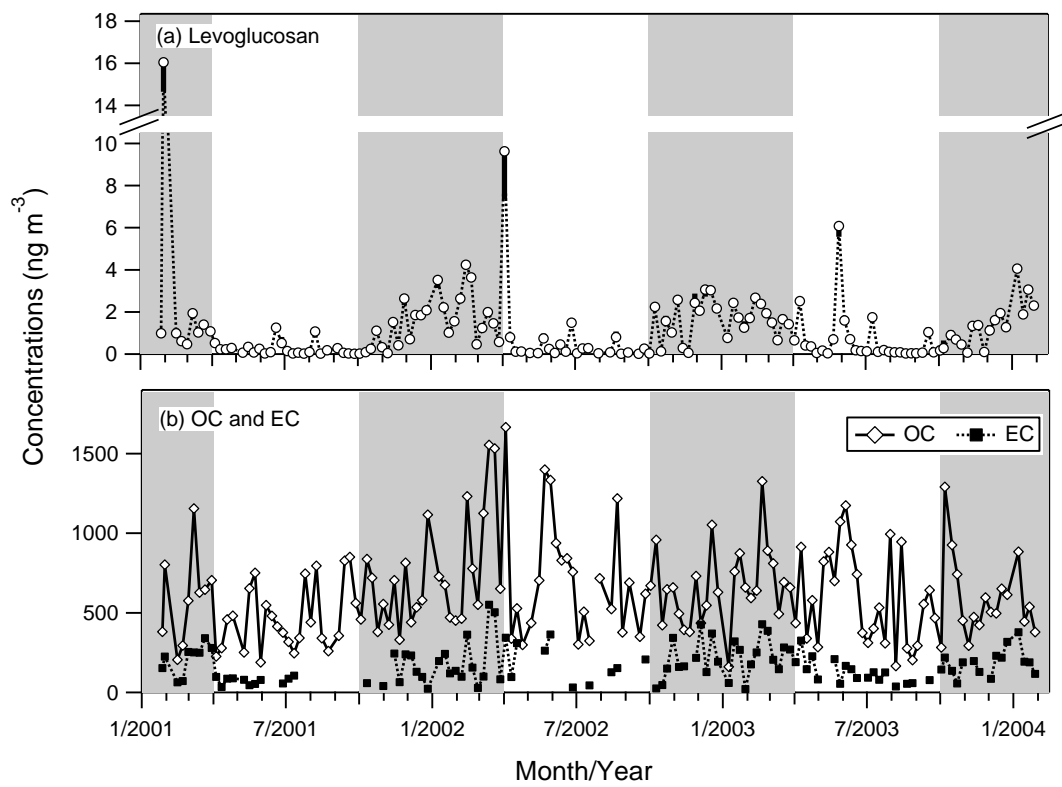 18
(a) Levoglucosan
16
14
10
8
6
4
2
0
Concentrations (ng m⁻³)
(b) OC and EC
OC EC
1500
1000
500
0
1/2001 7/2001 1/2002 7/2002 1/2003 7/2003 1/2004
Month/Year